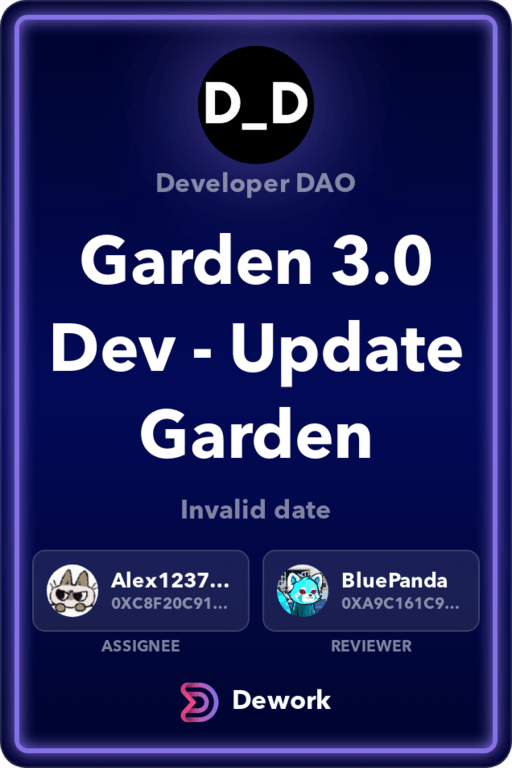 D_D
Developer DAO
Garden 3.0
Dev - Update
Garden
Invalid date
Alex1237...
0XC8F20C91...
ASSIGNEE
BluePanda
0XA9C161C9...
REVIEWER
Dework